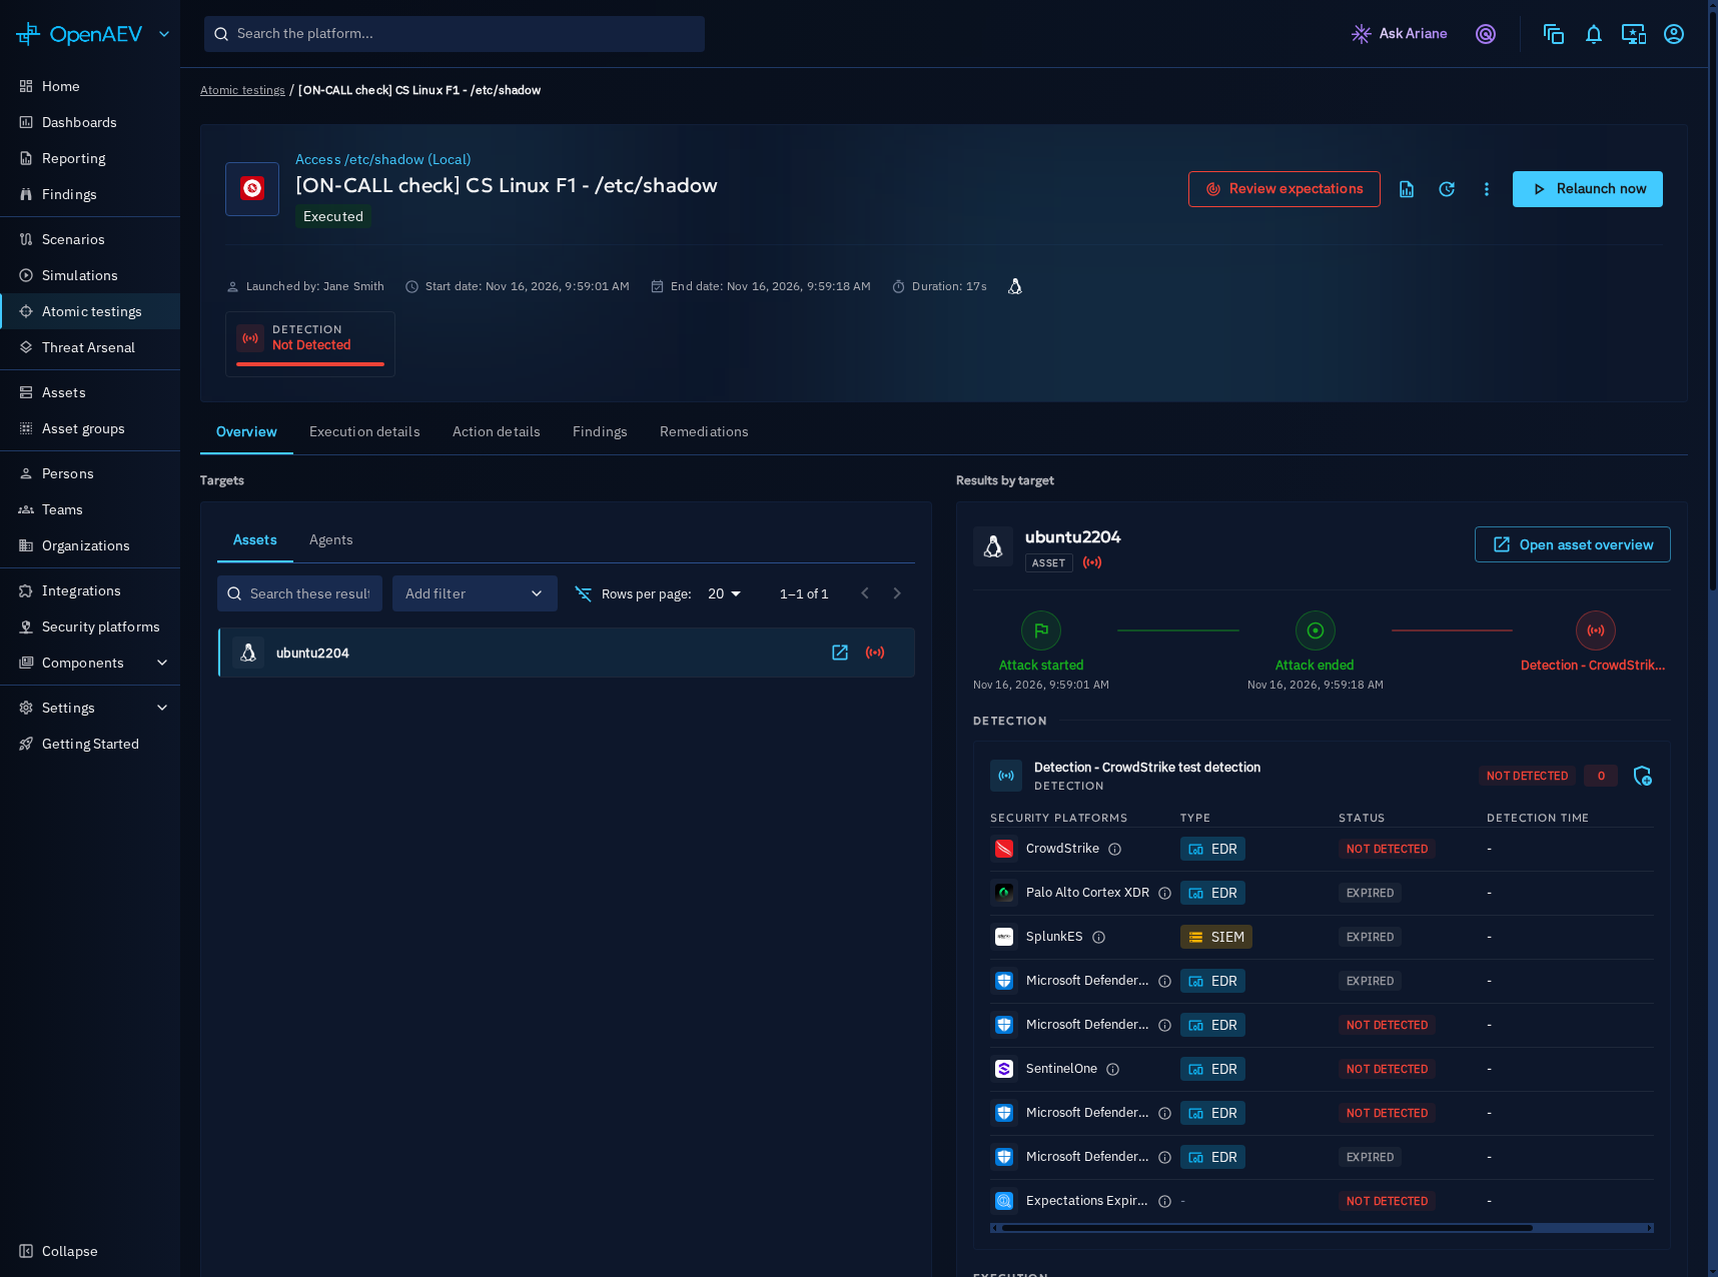 OpenAEV
Search the platform...
Ask Ariane
Home
Dashboards
Reporting
Findings
Scenarios
Simulations
Atomic testings
Threat Arsenal
Assets
Asset groups
Persons
Teams
Organizations
Integrations
Security platforms
Components
Settings
Getting Started
Collapse
Atomic testings / [ON-CALL check] CS Linux F1 - /etc/shadow
Access /etc/shadow (Local)
[ON-CALL check] CS Linux F1 - /etc/shadow
Executed
Review expectations
Relaunch now
Launched by: Jane Smith
Start date: Nov 16, 2026, 9:59:01 AM
End date: Nov 16, 2026, 9:59:18 AM
Duration: 17s
DETECTION
Not Detected
Overview
Execution details
Action details
Findings
Remediations
Targets
Assets
Agents
Search these resul
Add filter
Rows per page: 20
1–1 of 1
ubuntu2204
Results by target
ubuntu2204
ASSET
Open asset overview
Attack started
Nov 16, 2026, 9:59:01 AM
Attack ended
Nov 16, 2026, 9:59:18 AM
Detection - CrowdStrik...
DETECTION
Detection - CrowdStrike test detection
DETECTION
NOT DETECTED 0
SECURITY PLATFORMS TYPE STATUS DETECTION TIME
CrowdStrike EDR NOT DETECTED -
Palo Alto Cortex XDR EDR EXPIRED -
SplunkES SIEM EXPIRED -
Microsoft Defender... EDR EXPIRED -
Microsoft Defender... EDR NOT DETECTED -
SentinelOne EDR NOT DETECTED -
Microsoft Defender... EDR NOT DETECTED -
Microsoft Defender... EDR EXPIRED -
Expectations Expir... - NOT DETECTED -